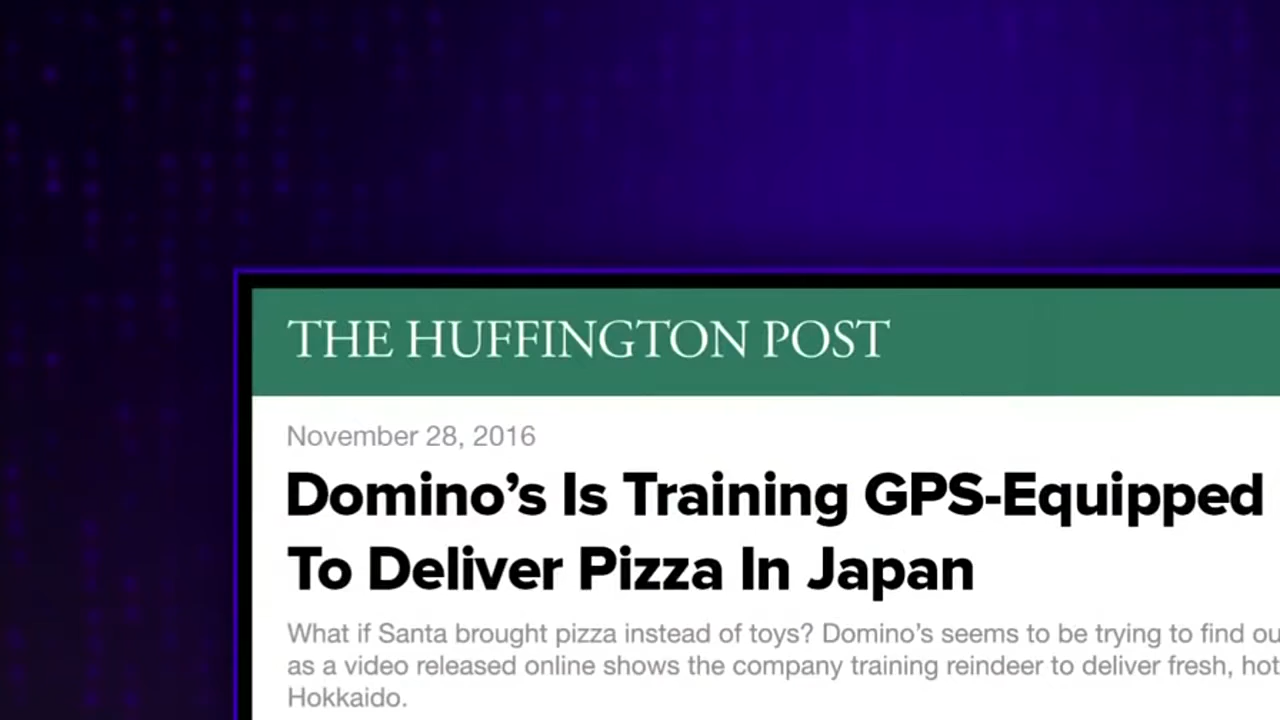 THE HUFFINGTON POST
November 28, 2016
Domino’s Is Training GPS-Equipped
To Deliver Pizza In Japan
What if Santa brought pizza instead of toys? Domino’s seems to be trying to find
as a video released online shows the company training reindeer to deliver fresh, hot
Hokkaido.